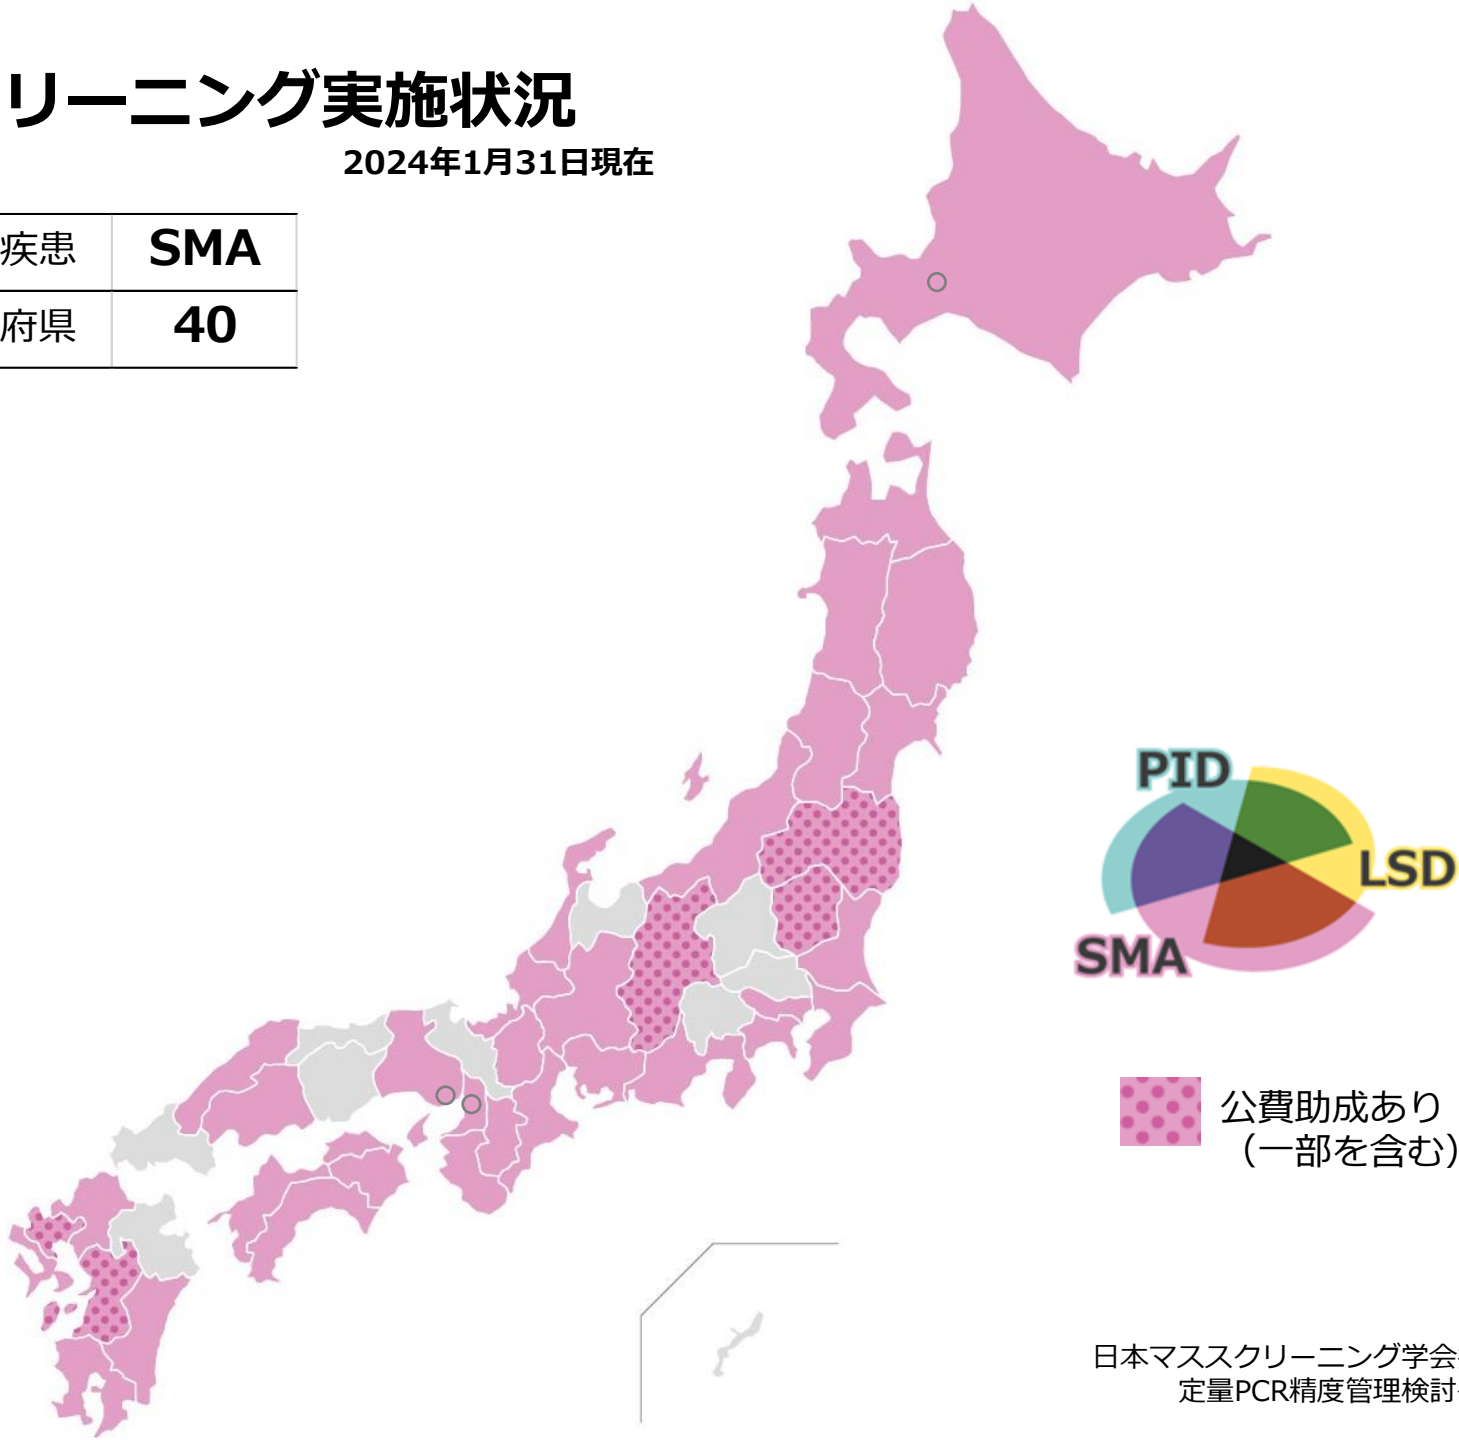 リーニング実施状況
2024年1月31日現在
疾患 SMA
府県 40
PID
LSD
SMA
公費助成あり
（一部を含む）
日本マススクリーニング学会
定量PCR精度管理検討